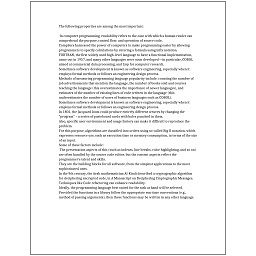 The following properties are among the most important:
In computer programming, readability refers to the ease with which a human reader can
comprehend the purpose, control flow, and operation of source code.
Compilers harnessed the power of computers to make programming easier by allowing
programmers to specify calculations by entering a formula using infix notation.
FORTRAN, the first widely used high-level language to have a functional implementation,
came out in 1957, and many other languages were soon developed—in particular, COBOL
aimed at commercial data processing, and Lisp for computer research.
Sometimes software development is known as software engineering, especially when it
employs formal methods or follows an engineering design process.
Methods of measuring programming language popularity include: counting the number of
job advertisements that mention the language, the number of books sold and courses
teaching the language (this overestimates the importance of newer languages), and
estimates of the number of existing lines of code written in the language (this
underestimates the number of users of business languages such as COBOL).
Sometimes software development is known as software engineering, especially when it
employs formal methods or follows an engineering design process.
In 1801, the Jacquard loom could produce entirely different weaves by changing the
"program" – a series of pasteboard cards with holes punched in them.
Also, specific user environment and usage history can make it difficult to reproduce the
problem.
For this purpose, algorithms are classified into orders using so-called Big O notation, which
expresses resource use, such as execution time or memory consumption, in terms of the size
of an input.
Some of these factors include:
The presentation aspects of this (such as indents, line breaks, color highlighting, and so on)
are often handled by the source code editor, but the content aspects reflect the
programmer's talent and skills.
They are the building blocks for all software, from the simplest applications to the most
sophisticated ones.
In the 9th century, the Arab mathematician Al-Kindi described a cryptographic algorithm
for deciphering encrypted code, in A Manuscript on Deciphering Cryptographic Messages.
Techniques like Code refactoring can enhance readability.
Ideally, the programming language best suited for the task at hand will be selected.
Provided the functions in a library follow the appropriate run-time conventions (e.g.,
method of passing arguments), then these functions may be written in any other language.